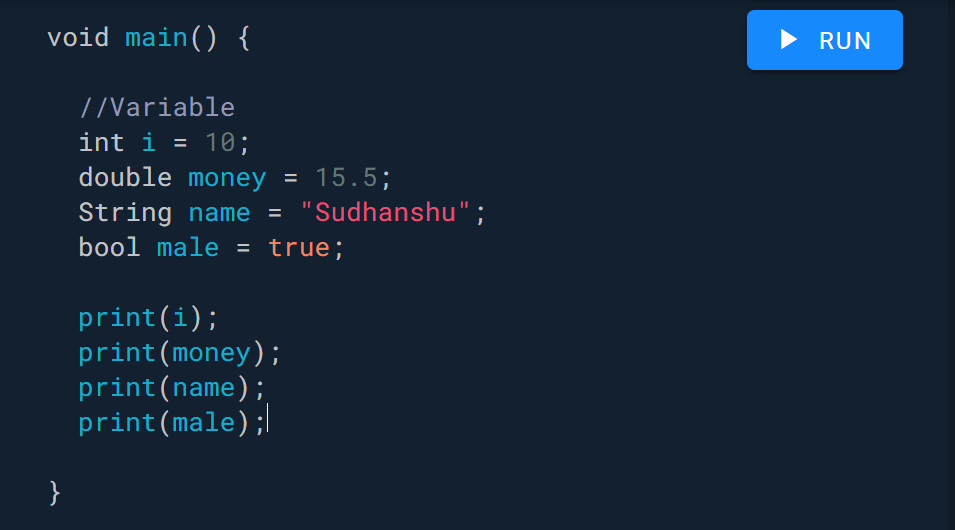 void main() {
RUN
//Variable
int i = 10;
double money = 15.5;
String name = "Sudhanshu";
bool male = true;
print(i);
print(money);
print(name);
print(male);
}